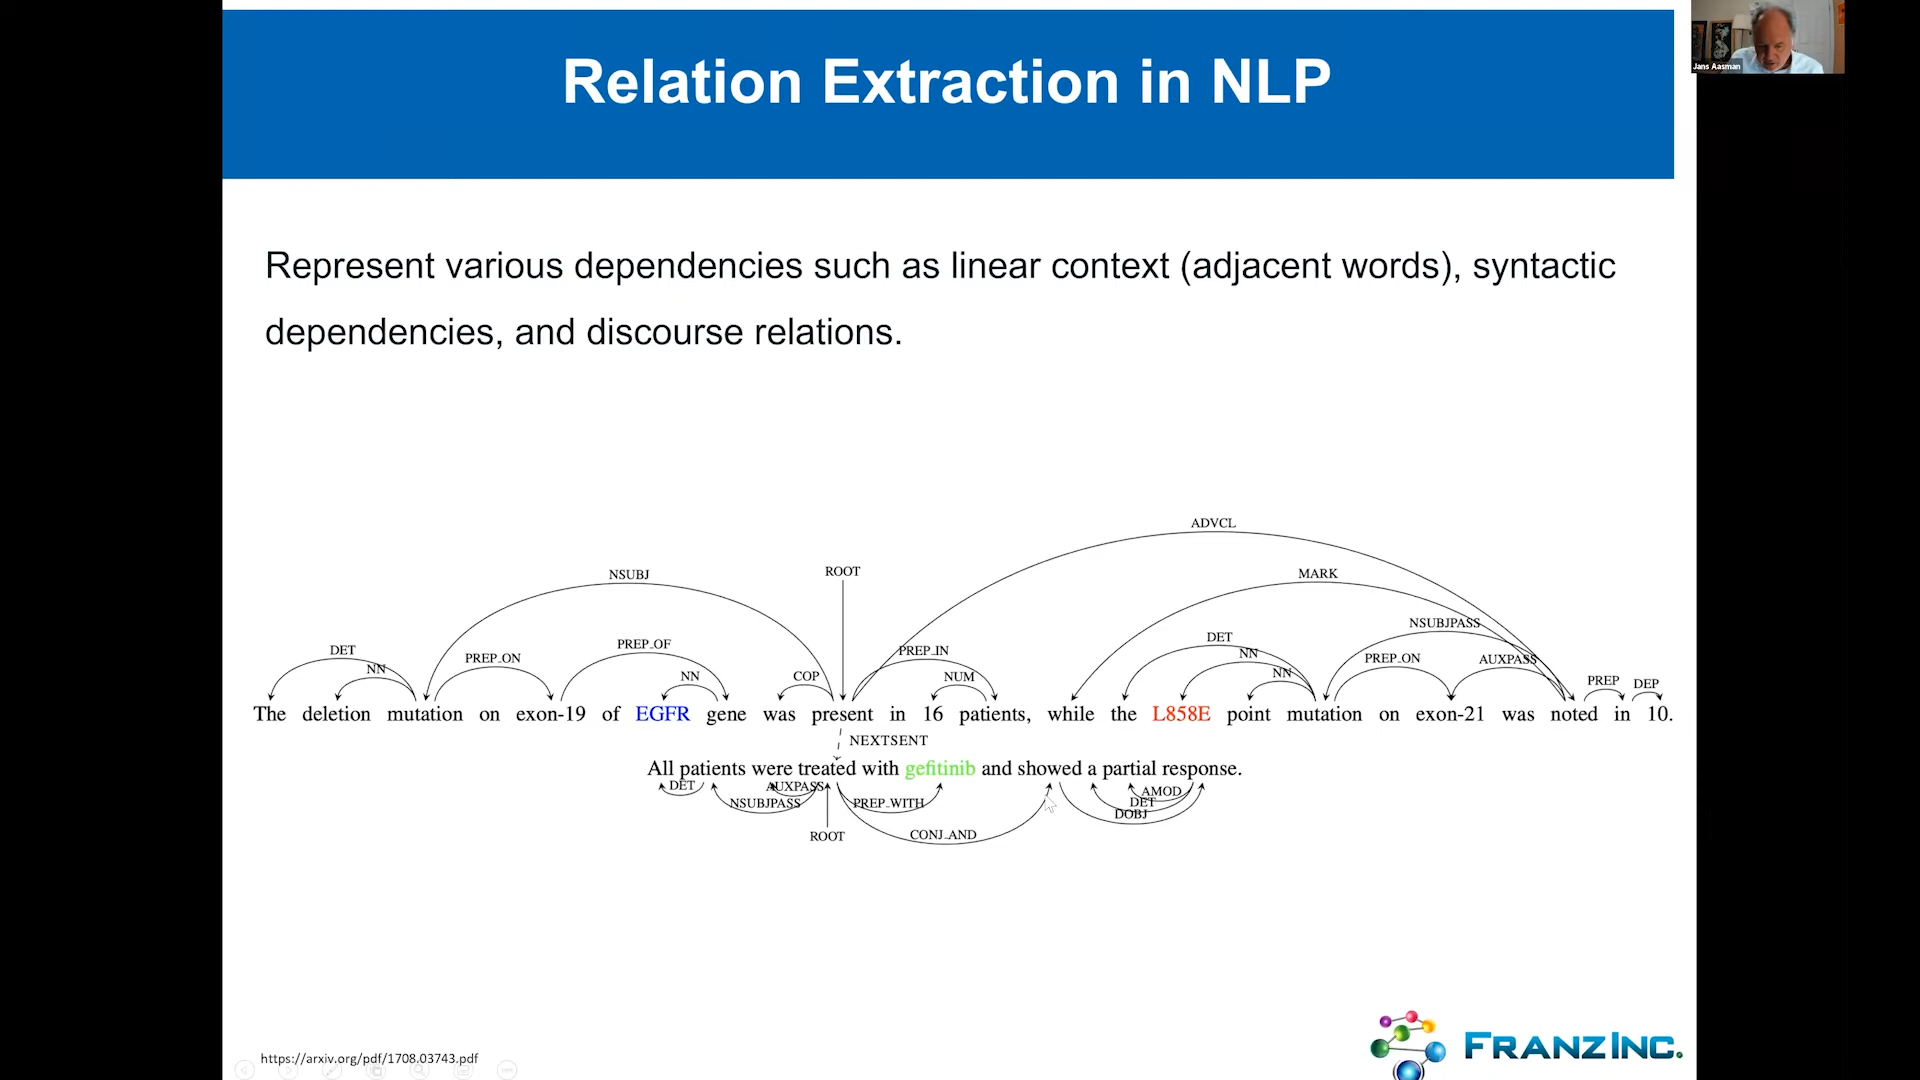 Relation Extraction in NLP
Jans Aasman
Represent various dependencies such as linear context (adjacent words), syntactic
dependencies, and discourse relations.
ADVCL
NSUBJ ROOT MARK
NSUBJPASS
DET PREP_OF PREP_IN DET
NN PREP_ON NN COP NUM NN NN PREP_ON AUXPASS PREP DEP
The deletion mutation on exon-19 of EGFR gene was present in 16 patients, while the L858E point mutation on exon-21 was noted in 10.
NEXTSENT
All patients were treated with gefitinib and showed a partial response.
DET AUXPASS AMOD
NSUBJPASS PREP_WITH DET
DOBJ
ROOT CONJ_AND
https://arxiv.org/pdf/1708.03743.pdf
FRANZ INC.